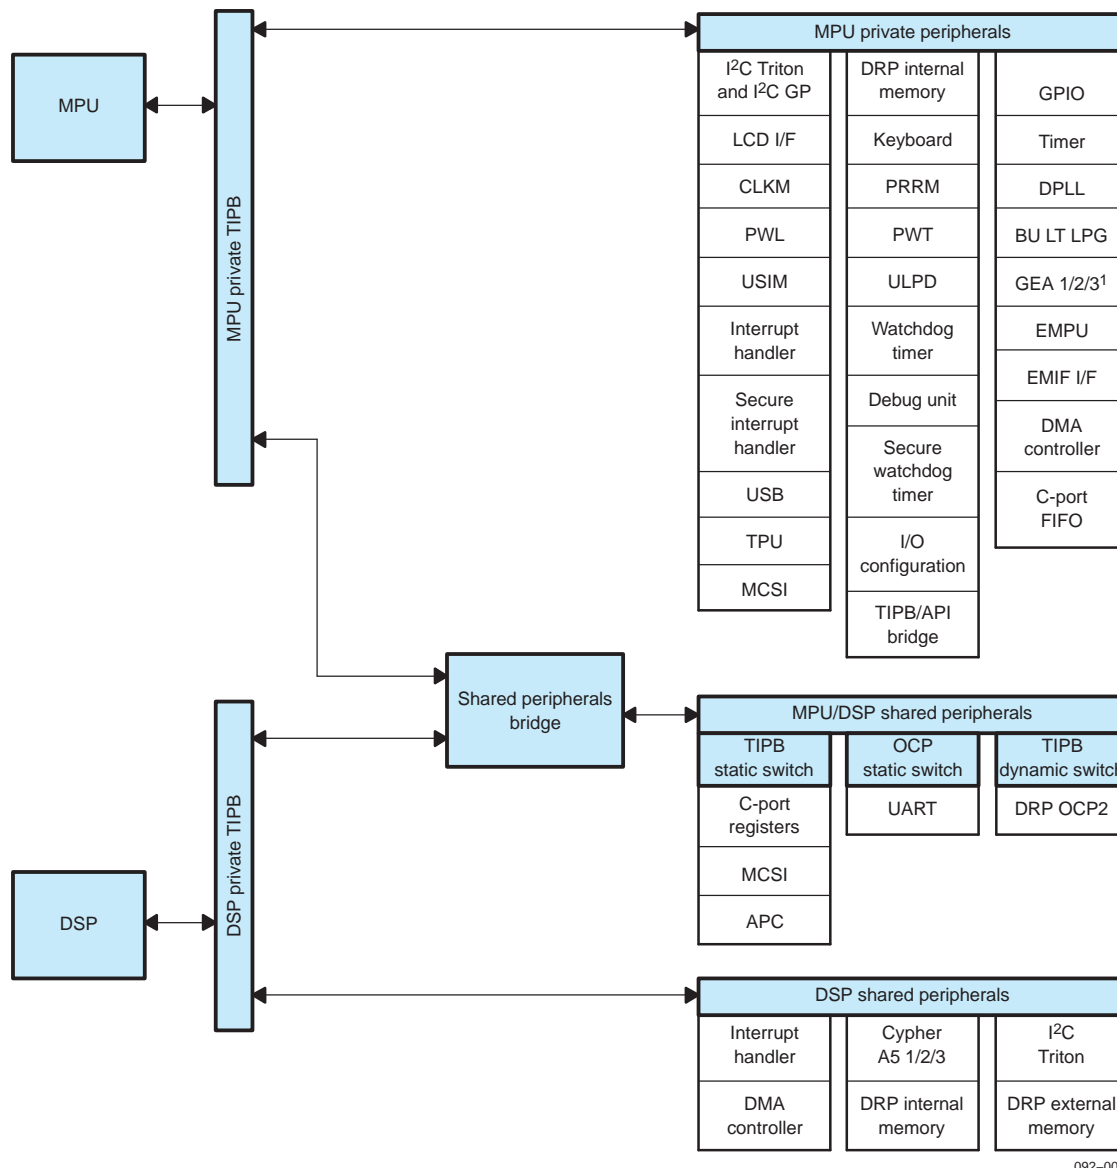 MPU
MPU private TIPB
MPU private peripherals
I2C Triton
and I2C GP
LCD I/F
CLKM
PWL
USIM
Interrupt
handler
Secure
interrupt
handler
USB
TPU
MCSI
DRP internal
memory
Keyboard
PRRM
PWT
ULPD
Watchdog
timer
Debug unit
Secure
watchdog
timer
I/O
configuration
TIPB/API
bridge
GPIO
Timer
DPLL
BU LT LPG
GEA 1/2/31
EMPU
EMIF I/F
DMA
controller
C-port
FIFO
Shared peripherals
bridge
MPU/DSP shared peripherals
TIPB
static switch
C-port
registers
MCSI
APC
OCP
static switch
UART
TIPB
dynamic switch
DRP OCP2
DSP
DSP private TIPB
DSP shared peripherals
Interrupt
handler
DMA
controller
Cypher
A5 1/2/3
DRP internal
memory
I2C
Triton
DRP external
memory